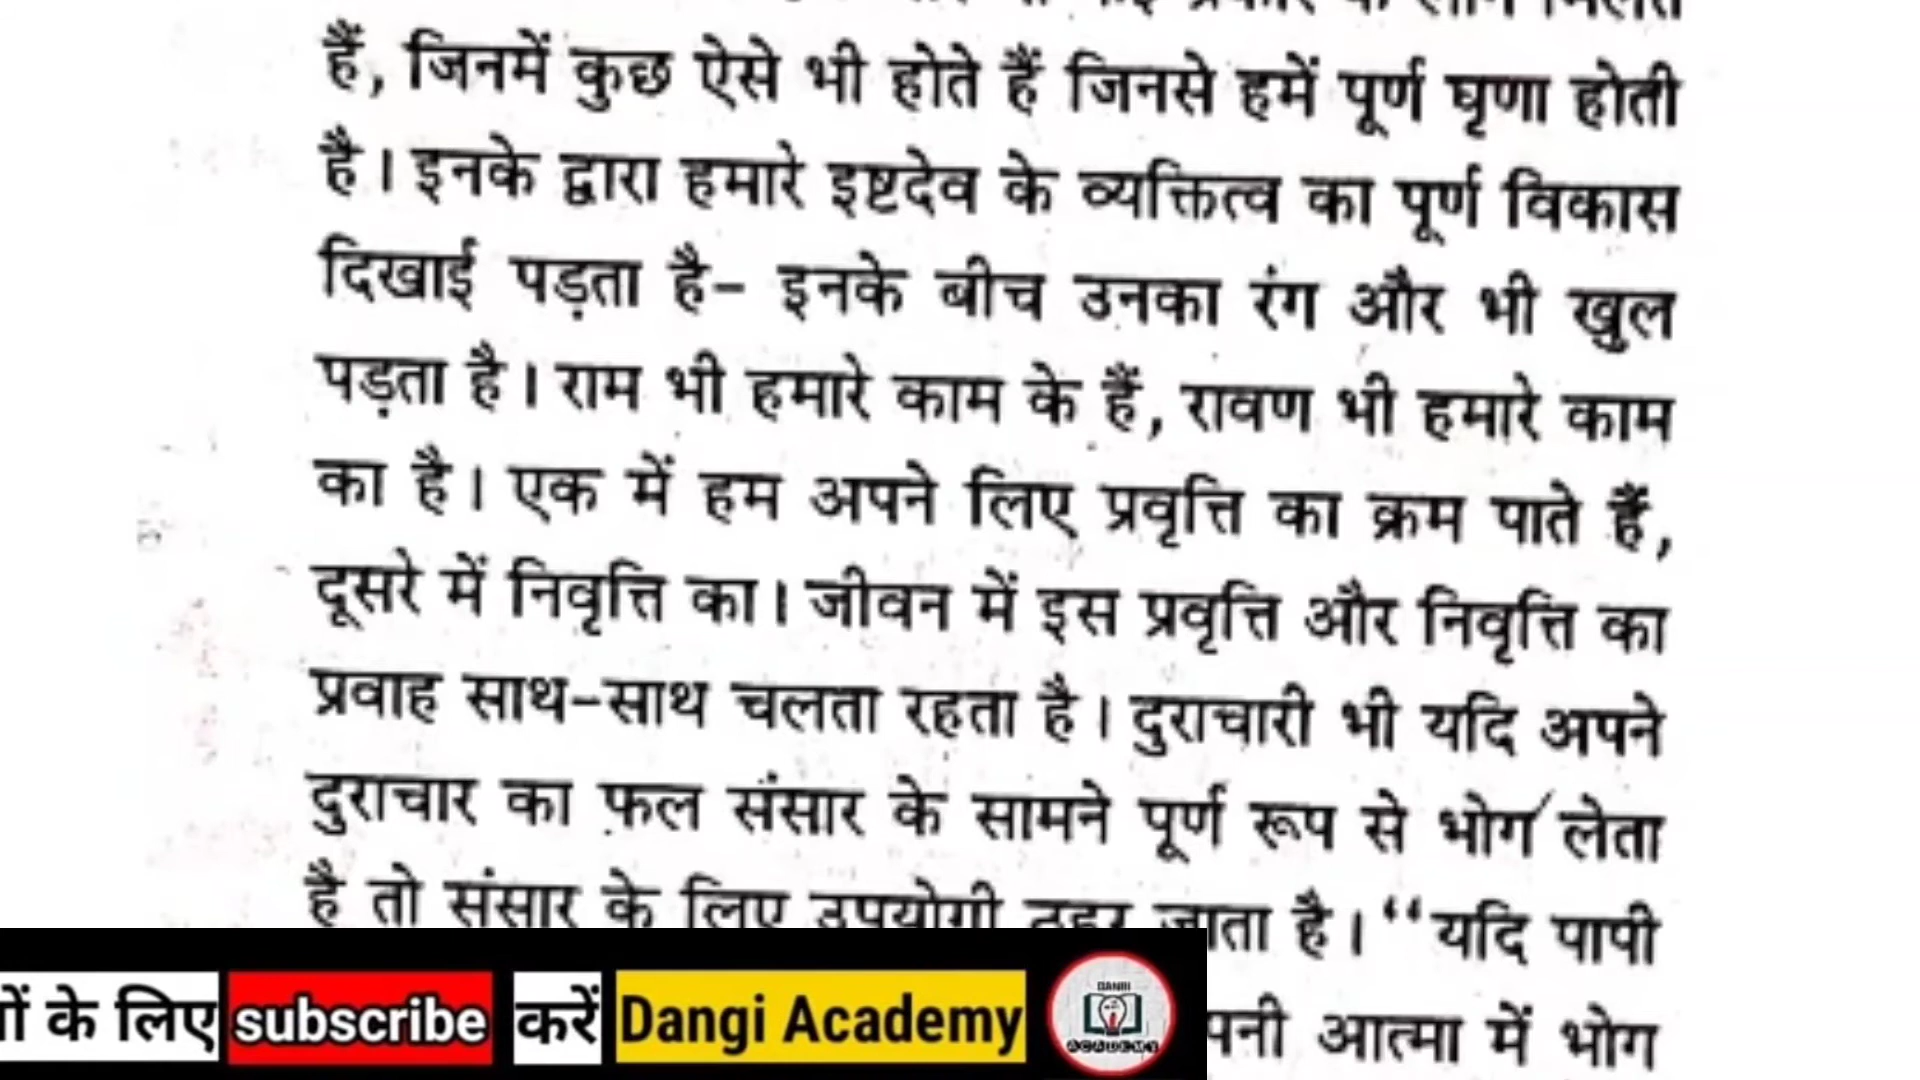 हैं, जिनमें कुछ ऐसे भी होते हैं जिनसे हमें पूर्ण घृणा होती
है। इनके द्वारा हमारे इष्टदेव के व्यक्तित्व का पूर्ण विकास
दिखाई पड़ता है- इनके बीच उनका रंग और भी खुल
पड़ता है। राम भी हमारे काम के हैं, रावण भी हमारे काम
का है। एक में हम अपने लिए प्रवृत्ति का क्रम पाते हैं,
दूसरे में निवृत्ति का। जीवन में इस प्रवृत्ति और निवृत्ति का
प्रवाह साथ-साथ चलता रहता है। दुराचारी भी यदि अपने
दुराचार का फल संसार के सामने पूर्ण रूप से भोग लेता
है तो संसार के लिए उपयोगी ठहर जाता है। “यदि पापी
आत्मा में भोग
के लिए subscribe करें Dangi Academy
DANGI
ACADEMY